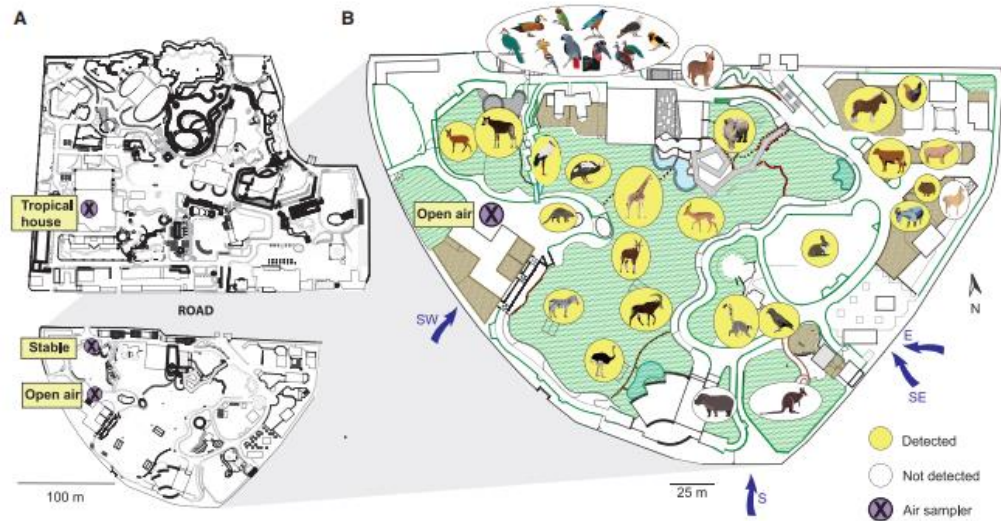 A
B
Tropical
house
ROAD
Stable
Open air
100 m
Open air
SW
E
SE
S
N
25 m
Detected
Not detected
Air sampler
X
X
X
X
X